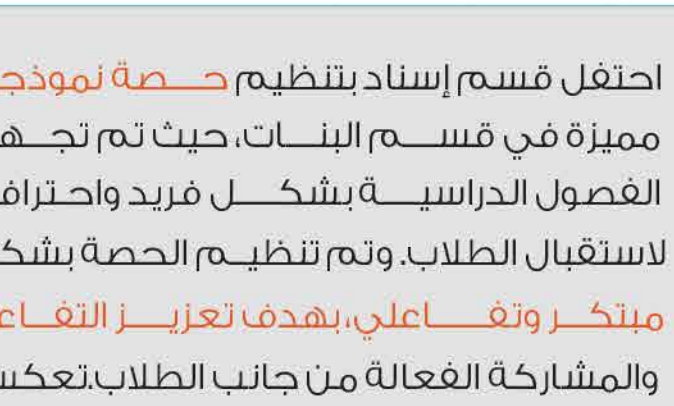 احتفل قسم إسناد بتنظيم حصة نموذج
مميزة في قسم البنات، حيث تم تجه
الفصول الدراسية بشكل فريد واحتراف
لاستقبال الطلاب. وتم تنظيم الحصة بشك
مبتكر وتفاعلي، بهدف تعزيز التفاع
والمشاركة الفعالة من جانب الطلاب.تعكس